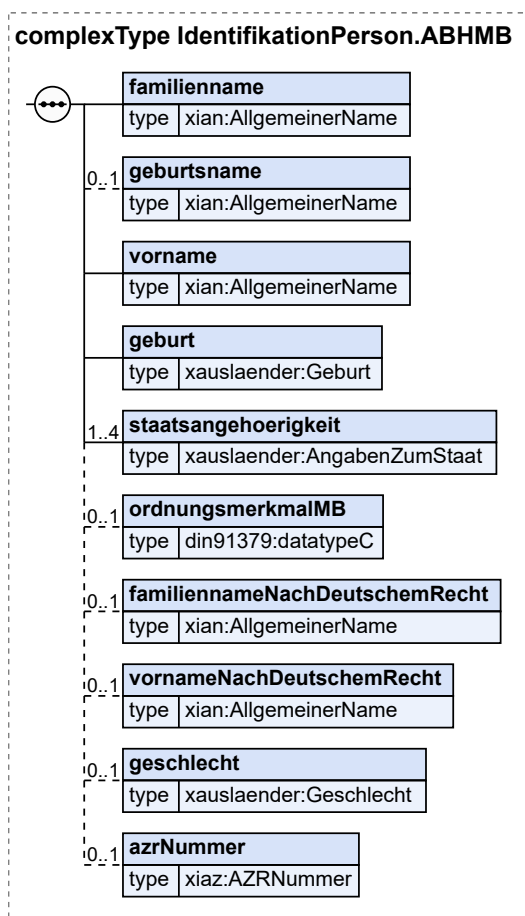 complexType IdentifikationPerson.ABHMB
familienname
type xian:AllgemeinerName
0..1 geburtsname
type xian:AllgemeinerName
vorname
type xian:AllgemeinerName
geburt
type xauslaender:Geburt
1..4 staatsangehoerigkeit
type xauslaender:AngabenZumStaat
0..1 ordnungsmerkmalMB
type din91379:datatypeC
0..1 familiennameNachDeutschemRecht
type xian:AllgemeinerName
0..1 vornameNachDeutschemRecht
type xian:AllgemeinerName
0..1 geschlecht
type xauslaender:Geschlecht
0..1 azrNummer
type xiaz:AZRNummer